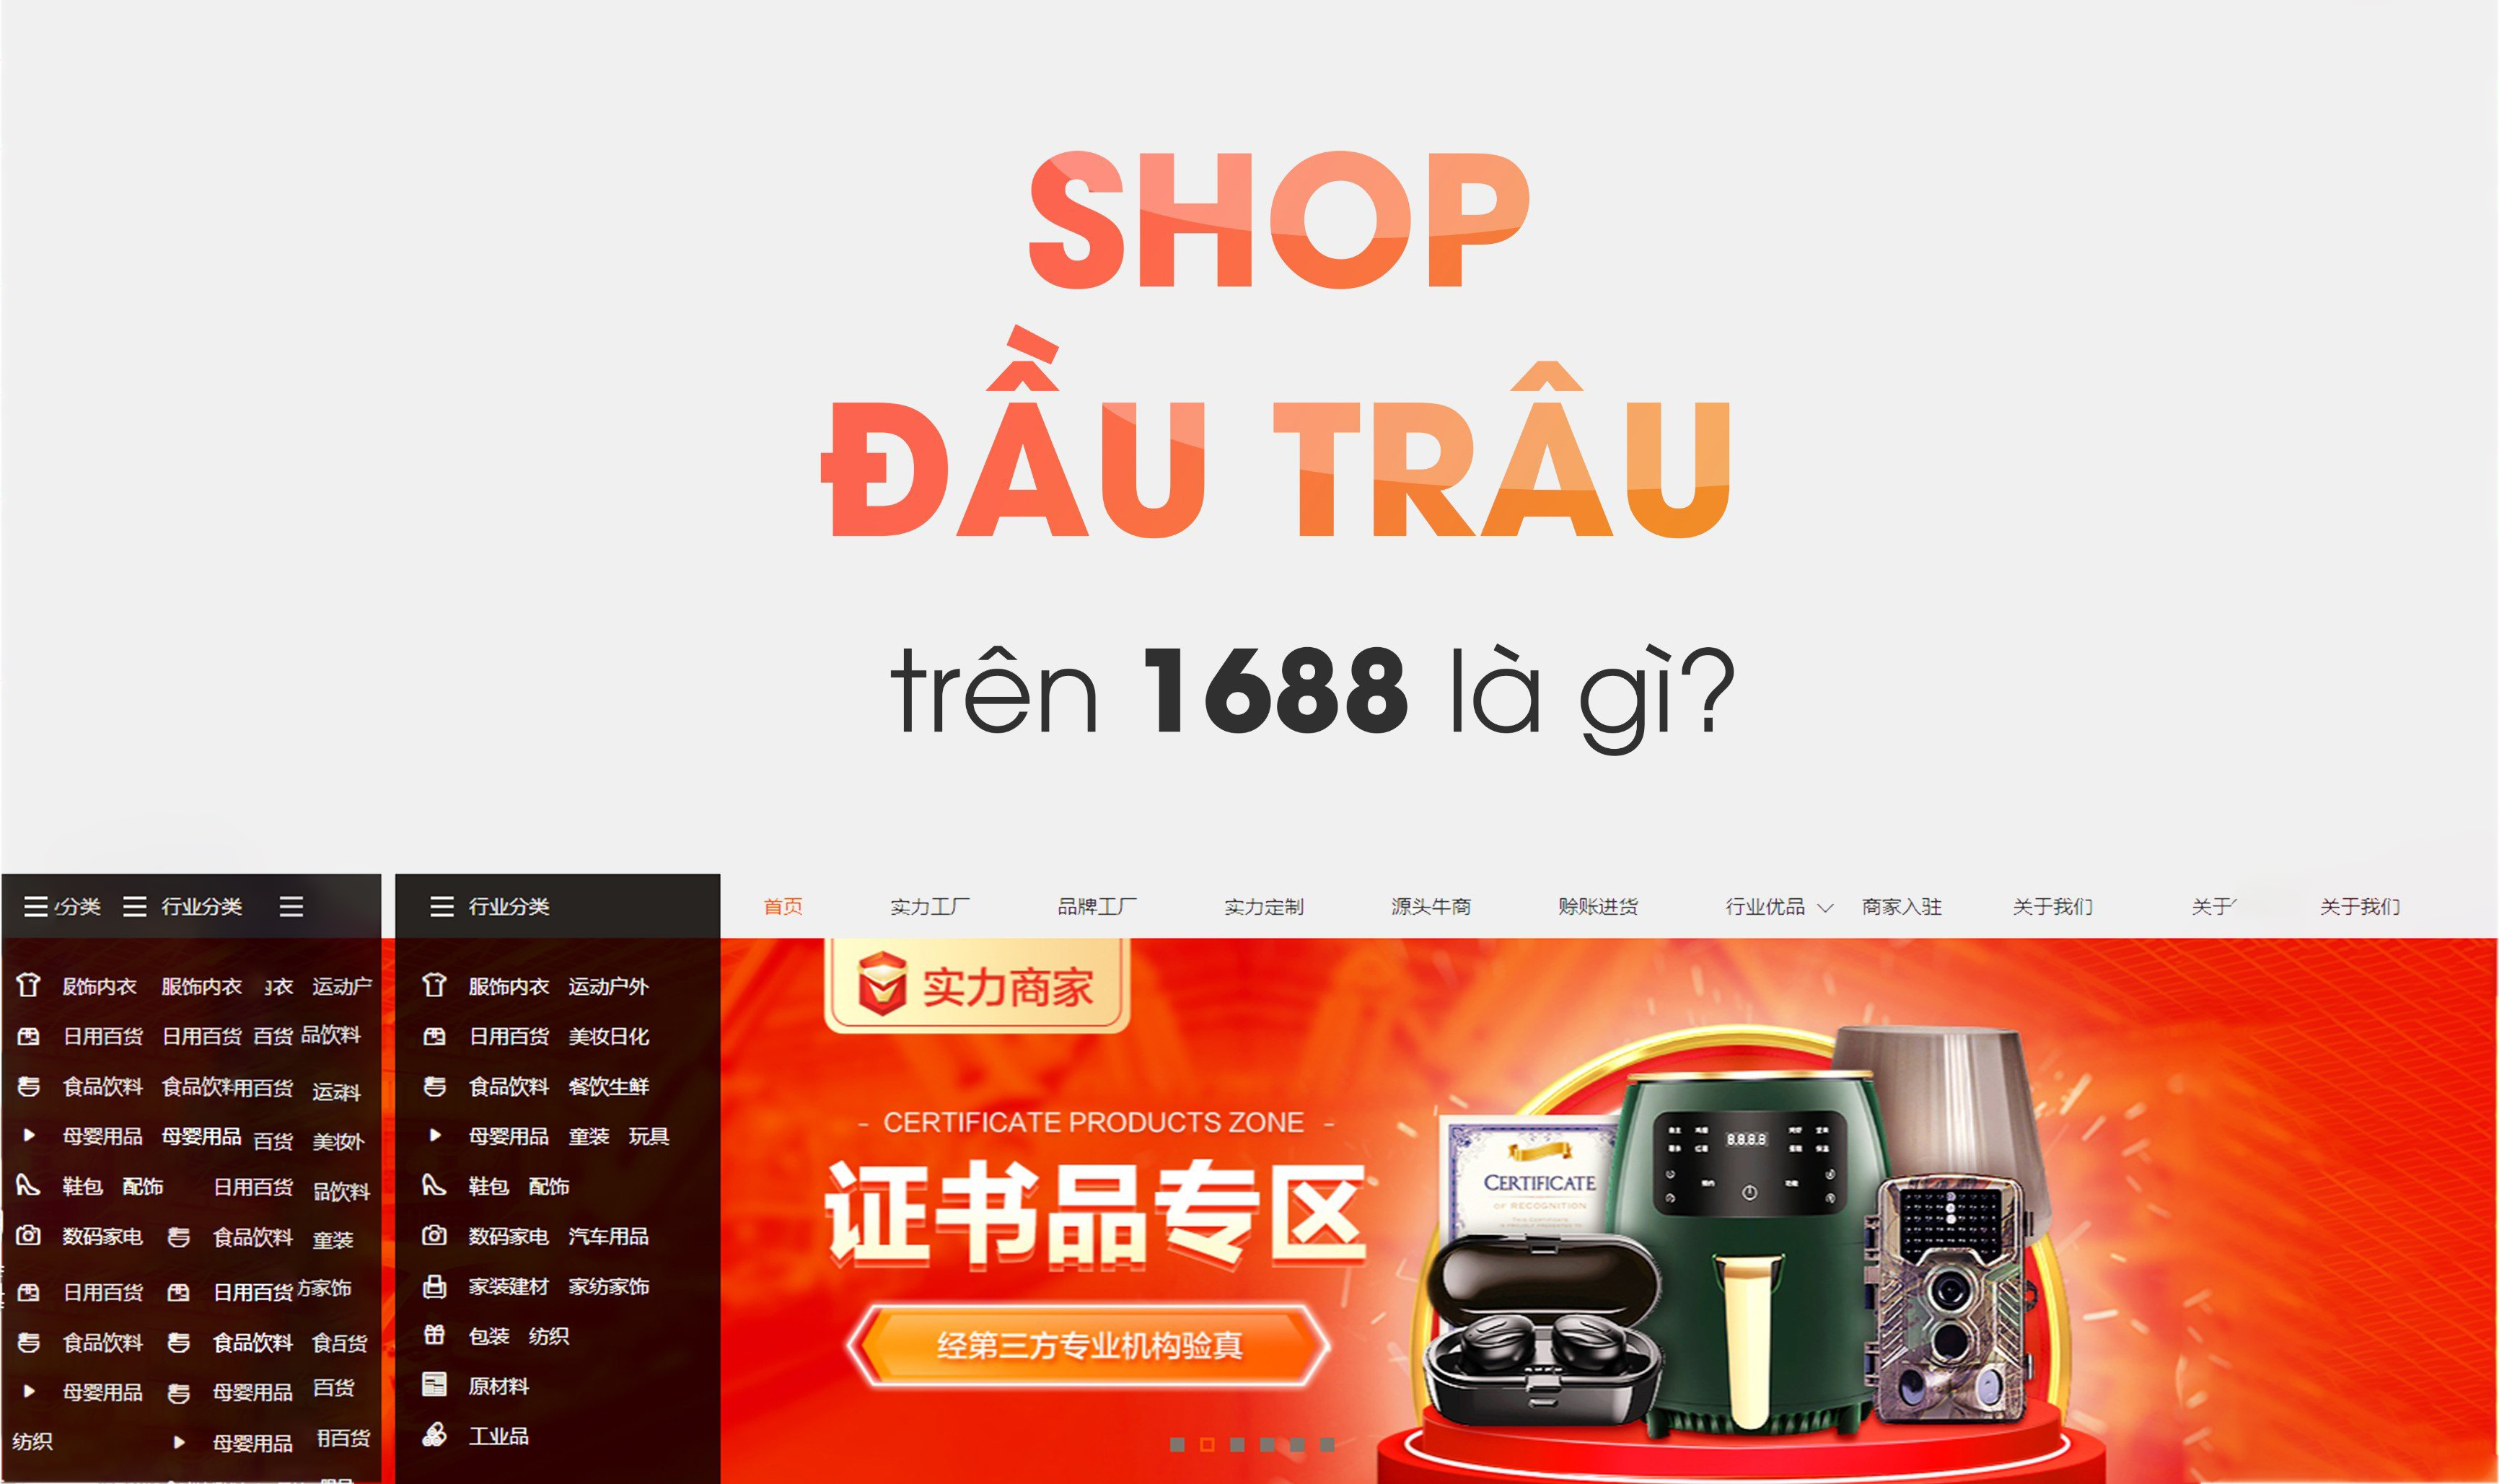 SHOP
ĐẦU TRÂU
trên 1688 là gì?
分类 行业分类
行业分类
首页 实力工厂 品牌工厂 实力定制 源头牛商 赊账进货 行业优品 商家入驻 关于我们 关于 关于我们
饰内衣 服饰内衣 衣 运动户
日用百货 日用百货 百货 品饮料
食品饮料 食品饮 用百货 运
母婴用品 母婴用品 百货 美妆
鞋包 配饰 日用百货 品饮料
数码家电 食品饮料 童装
日用百货 日用百货 家饰
食品饮料 食品饮料 食百货
母婴用品 母婴用品 百货
纺织 母婴用品 用百货
服饰内衣 运动户外
日用百货 美妆日化
食品饮料 餐饮生鲜
母婴用品 童装 玩具
鞋包 配饰
数码家电 汽车用品
家装建材 家纺家饰
包装 纺织
原材料
工业品
实力商家
- CERTIFICATE PRODUCTS ZONE -
证书品专区
经第三方专业机构验真
CERTIFICATE
OF RECOGNITION
8.8.8.8